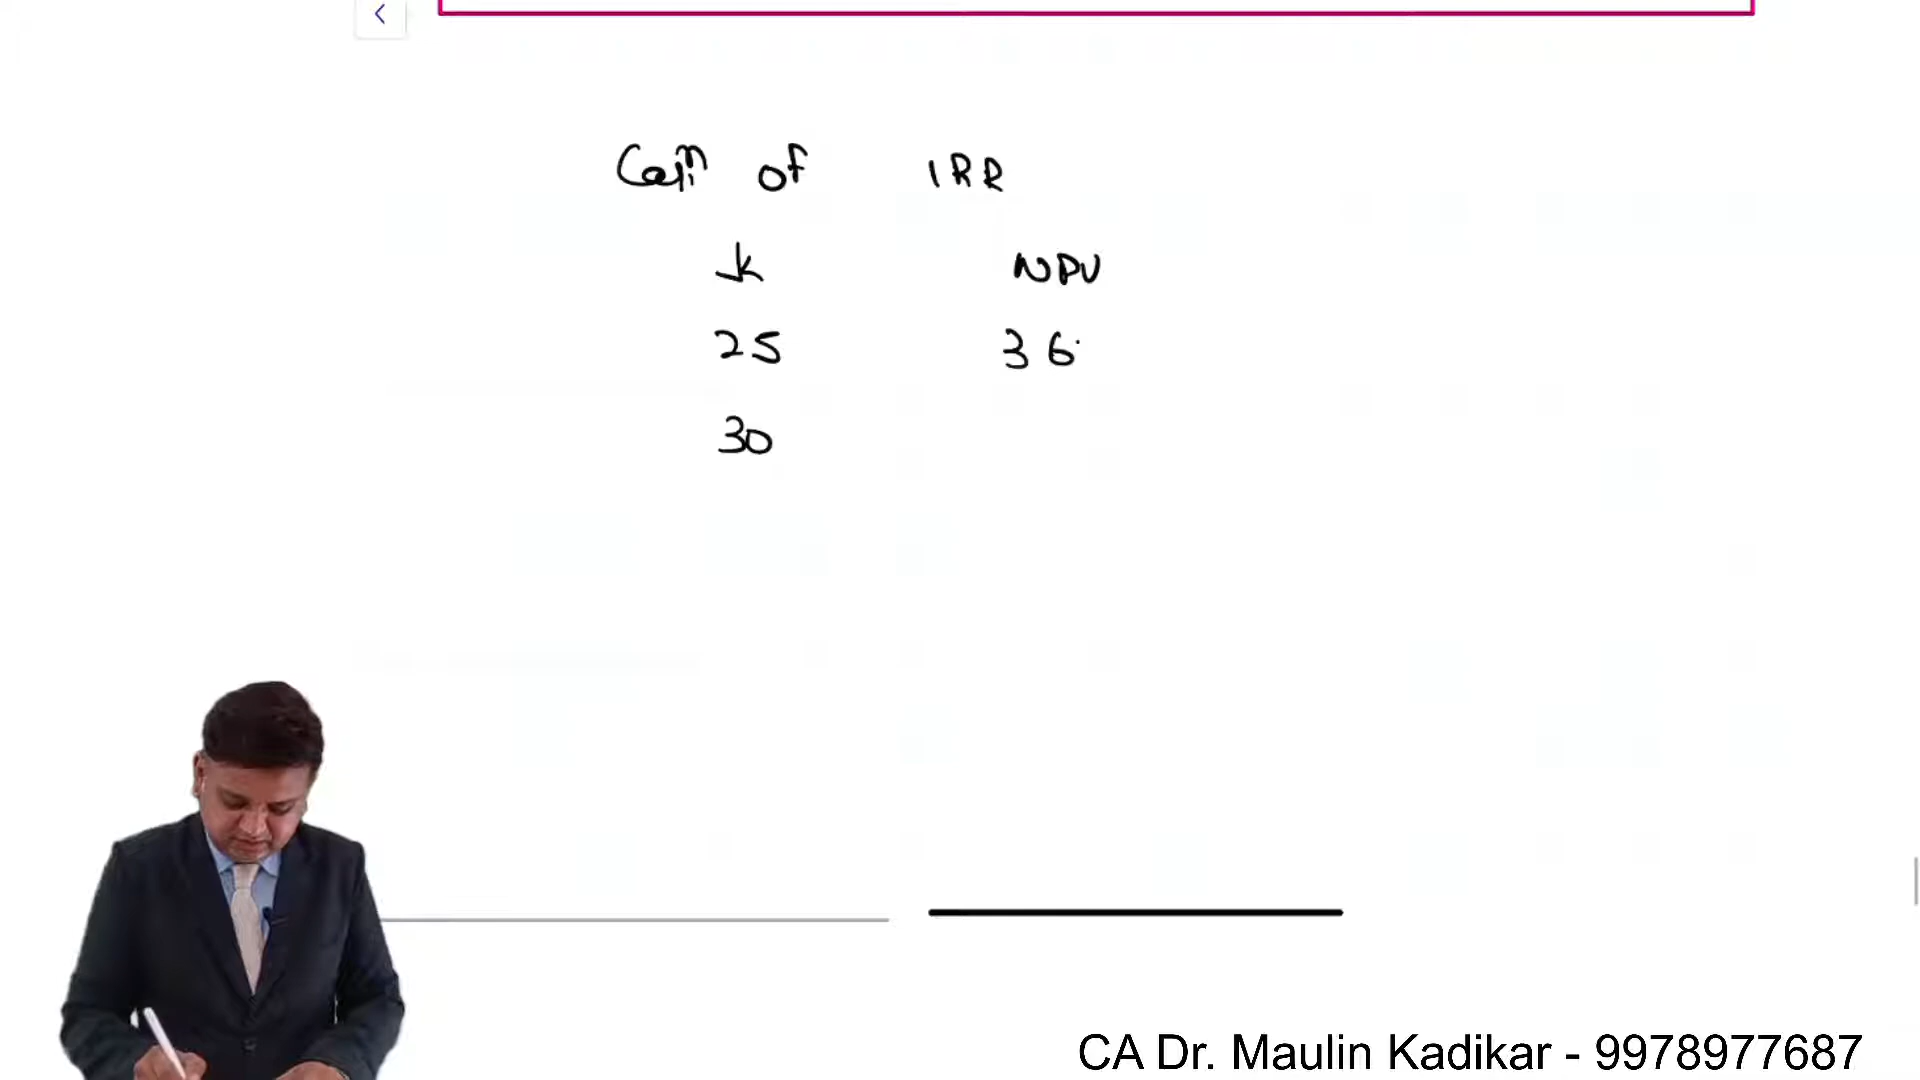 Calⁿ of IRR
k NPV
25 36
30
CA Dr. Maulin Kadikar - 9978977687